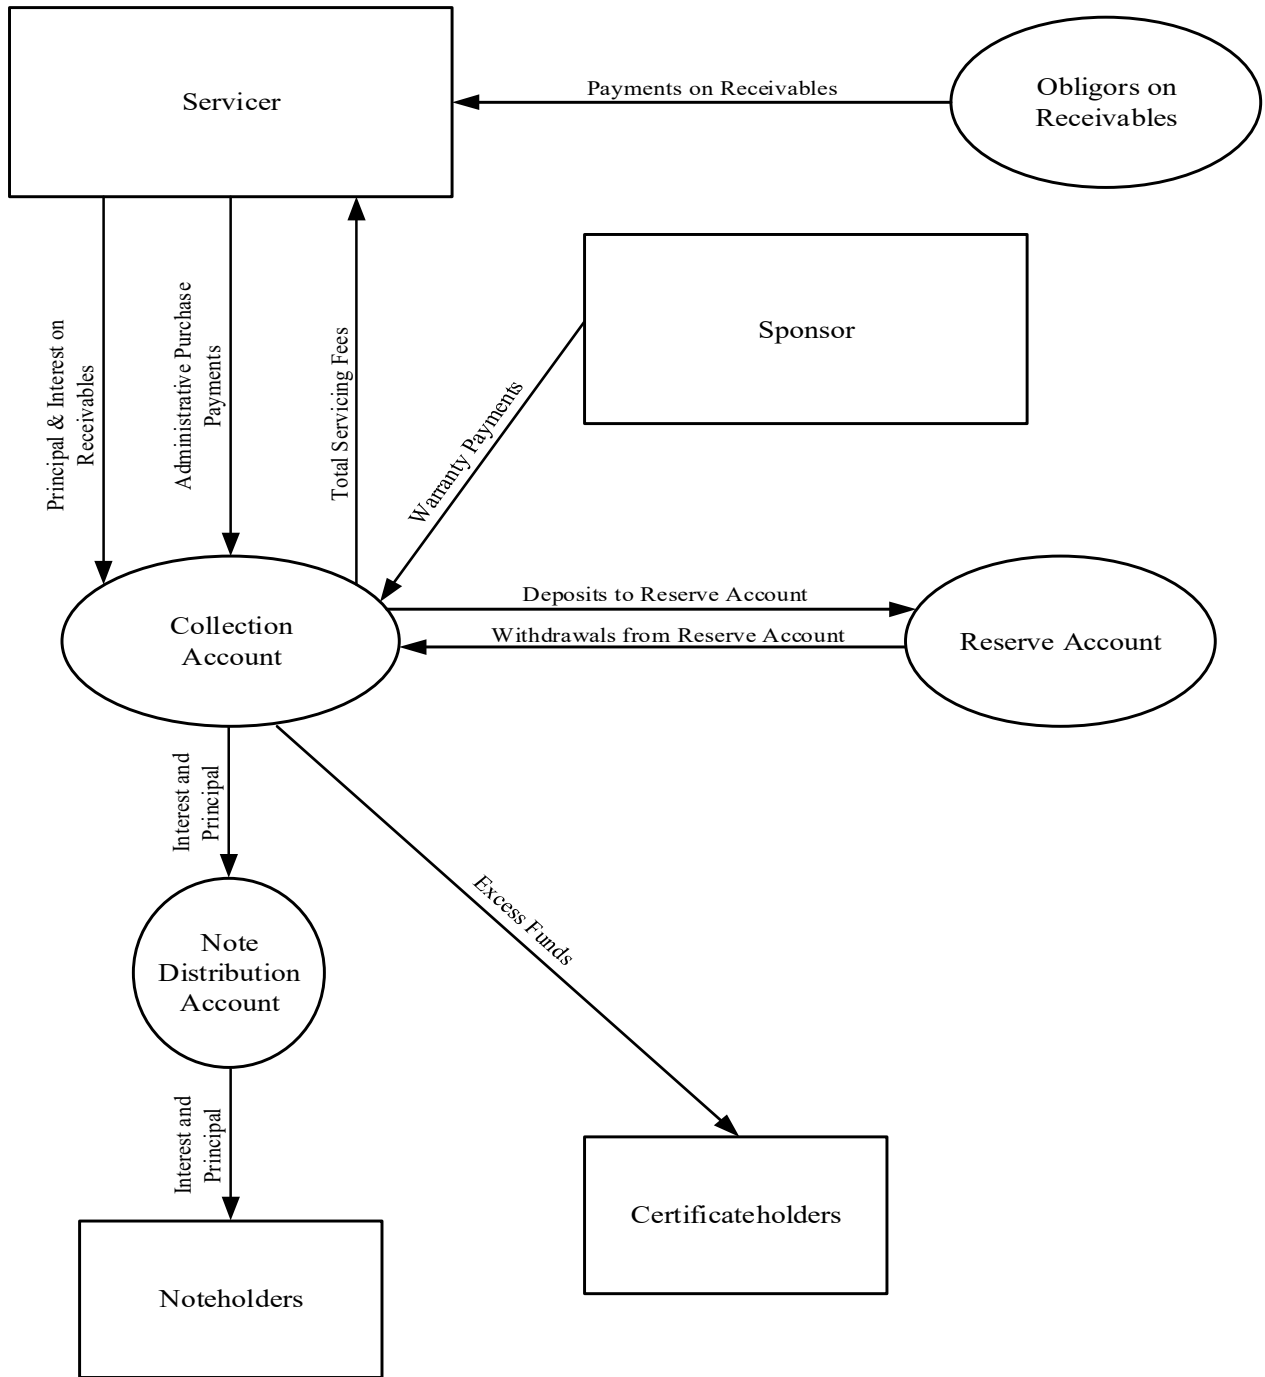 Servicer
Payments on Receivables
Obligors on
Receivables
Sponsor
Principal & Interest on
Receivables
Administrative Purchase
Payments
Total Servicing Fees
Warranty Payments
Collection
Account
Deposits to Reserve Account
Withdrawals from Reserve Account
Reserve Account
Interest and
Principal
Excess Funds
Note
Distribution
Account
Interest and
Principal
Certificateholders
Noteholders